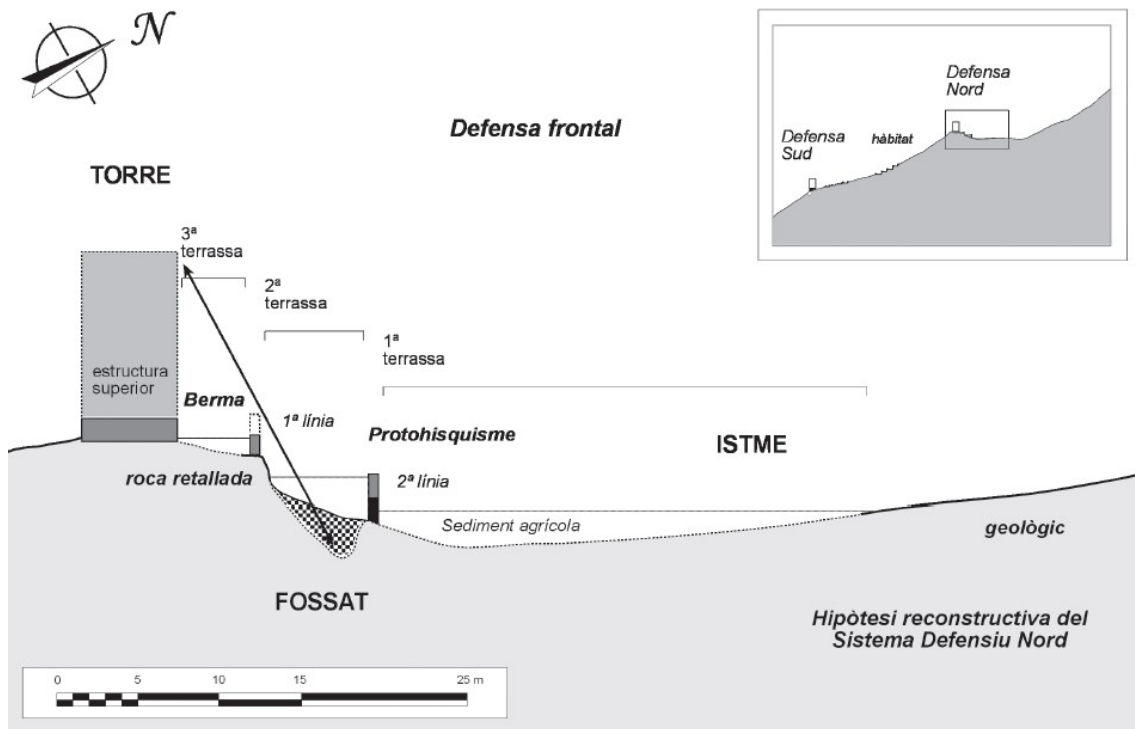 N
Defensa frontal
Defensa
Nord
Defensa
Sud
hàbitat
TORRE
3ª
terrassa
2ª
terrassa
1ª
terrassa
estructura
superior
Berma
1ª línia
Protohisquisme
ISTME
roca retallada
2ª línia
Sediment agrícola
geològic
FOSSAT
Hipòtesi reconstructiva del
Sistema Defensiu Nord
0 5 10 15 25 m